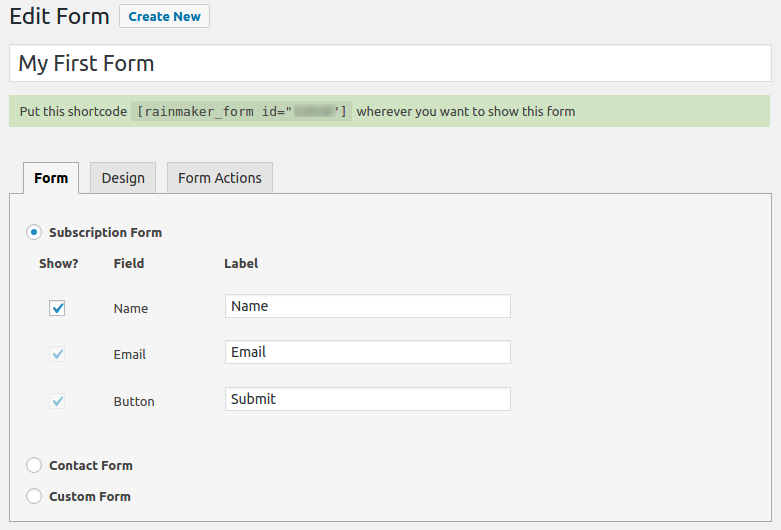 Edit Form Create New
My First Form
Put this shortcode [rainmaker_form id=" '] wherever you want to show this form
Form Design Form Actions
Subscription Form
Show? Field Label
Name Name
Email Email
Button Submit
Contact Form
Custom Form